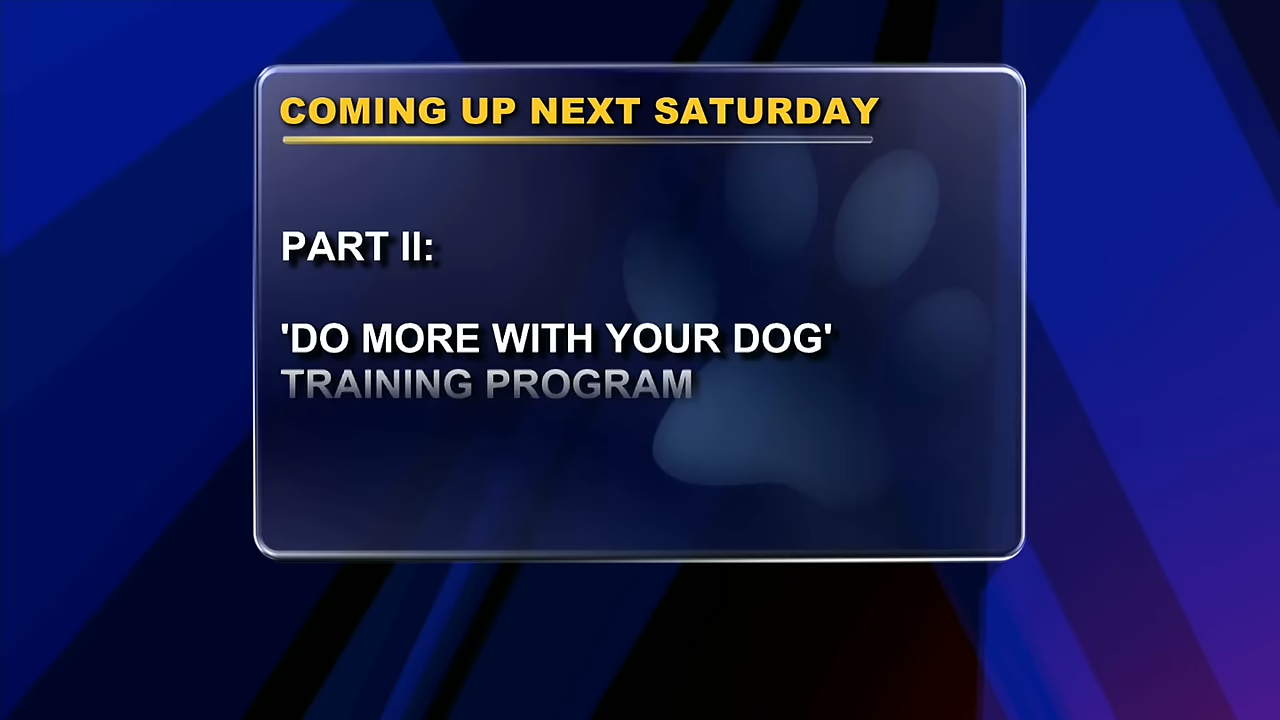 COMING UP NEXT SATURDAY
PART II:
'DO MORE WITH YOUR DOG'
TRAINING PROGRAM